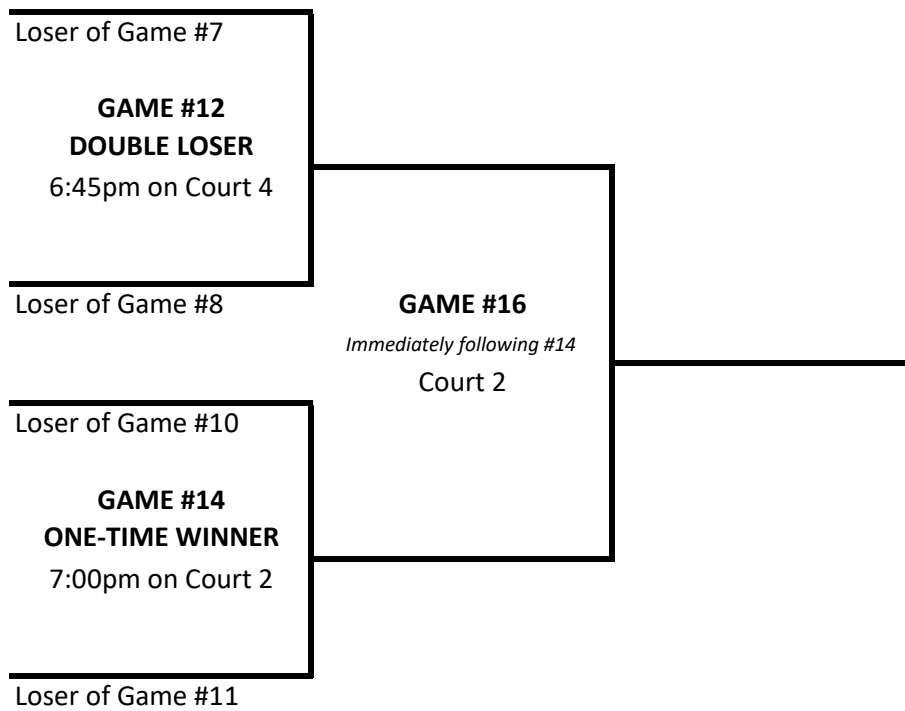 Loser of Game #7
GAME #12
DOUBLE LOSER
6:45pm on Court 4
Loser of Game #8
GAME #16
Immediately following #14
Court 2
Loser of Game #10
GAME #14
ONE-TIME WINNER
7:00pm on Court 2
Loser of Game #11